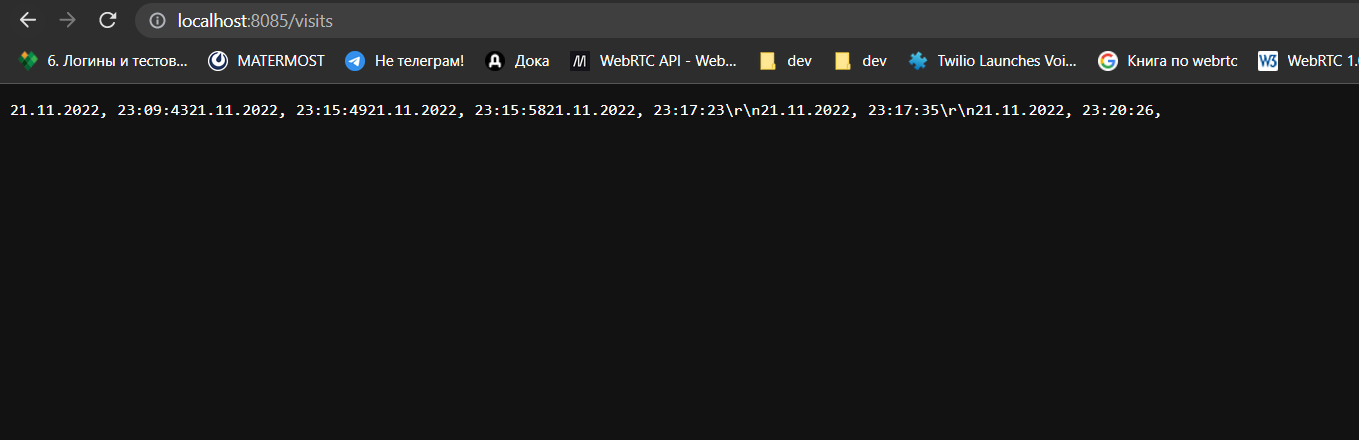 localhost:8085/visits
6. Логины и тестов... MATERMOST Не телеграм! Дока WebRTC API - Web... dev dev Twilio Launches Voi... Книга по webrtc WebRTC 1.
21.11.2022, 23:09:4321.11.2022, 23:15:4921.11.2022, 23:15:5821.11.2022, 23:17:23\r\n21.11.2022, 23:17:35\r\n21.11.2022, 23:20:26,